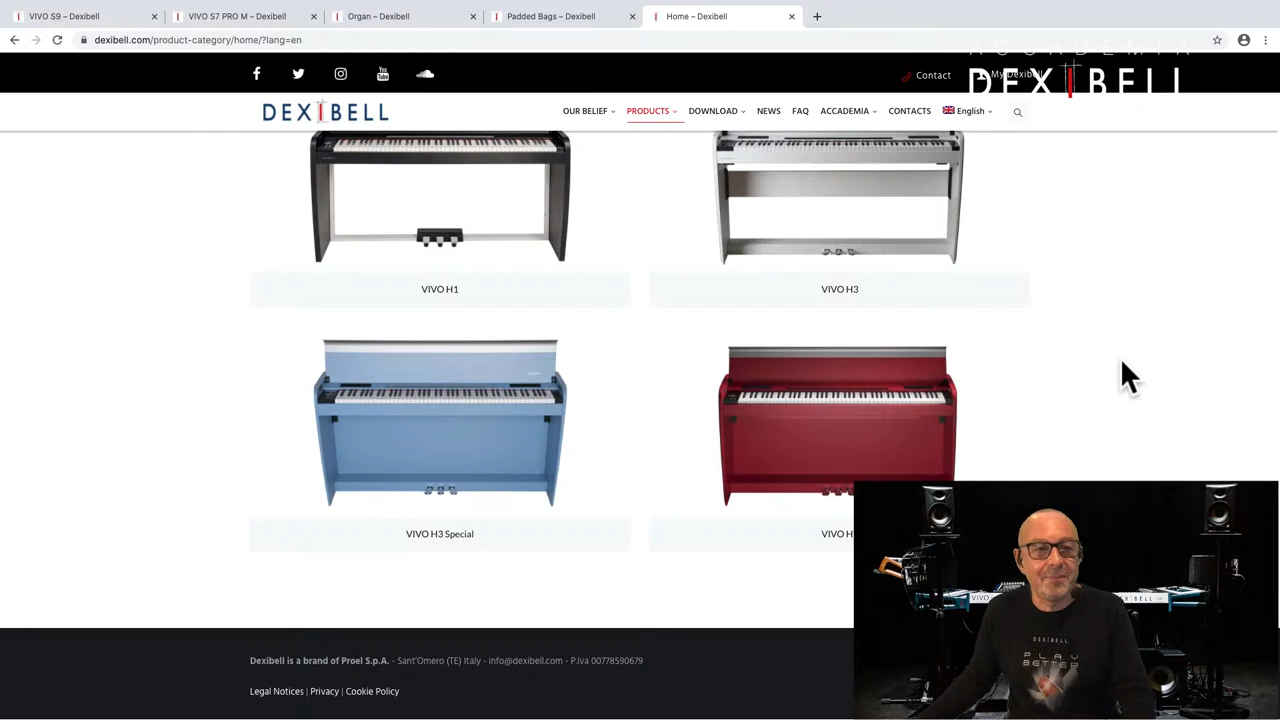 VIVO S9 – Dexibell
VIVO S7 PRO M – Dexibell
Organ – Dexibell
Padded Bags – Dexibell
Home – Dexibell
dexibell.com/product-category/home/?lang=en
ACCADEMIA
DEXIBELL
Contact
My Dexibell
DEXIBELL
OUR BELIEF
PRODUCTS
DOWNLOAD
NEWS
FAQ
ACCADEMIA
CONTACTS
English
VIVO H1
VIVO H3
VIVO H3 Special
VIVO H
VIVO
DEXIBELL
DEXIBELL
PLAY
BETTER
Dexibell is a brand of Proel S.p.A. - Sant'Omero (TE) Italy - info@dexibell.com - P.Iva 00778590679
Legal Notices | Privacy | Cookie Policy